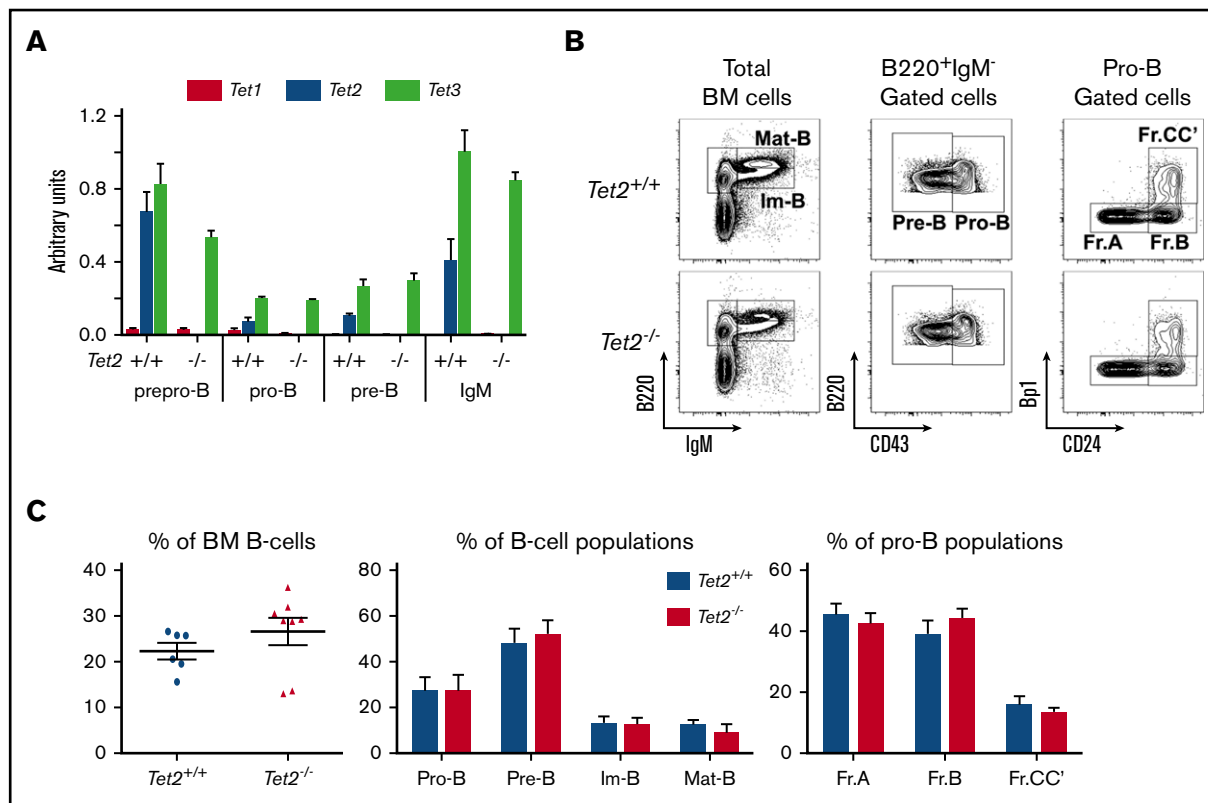 A
Tet1 Tet2 Tet3
Arbitrary units
1.2
0.8
0.4
0.0
Tet2 +/+ -/- +/+ -/- +/+ -/- +/+ -/-
prepro-B pro-B pre-B IgM
B
Total
BM cells
B220⁺IgM⁻
Gated cells
Pro-B
Gated cells
Tet2⁺/⁺
Mat-B
Im-B
Pre-B Pro-B
Fr.CC'
Fr.A Fr.B
Tet2⁻/⁻
B220
IgM
B220
CD43
Bp1
CD24
C
% of BM B-cells
40
30
20
10
0
Tet2⁺/⁺ Tet2⁻/⁻
% of B-cell populations
80
60
40
20
0
Tet2⁺/⁺
Tet2⁻/⁻
Pro-B Pre-B Im-B Mat-B
% of pro-B populations
60
40
20
0
Fr.A Fr.B Fr.CC'